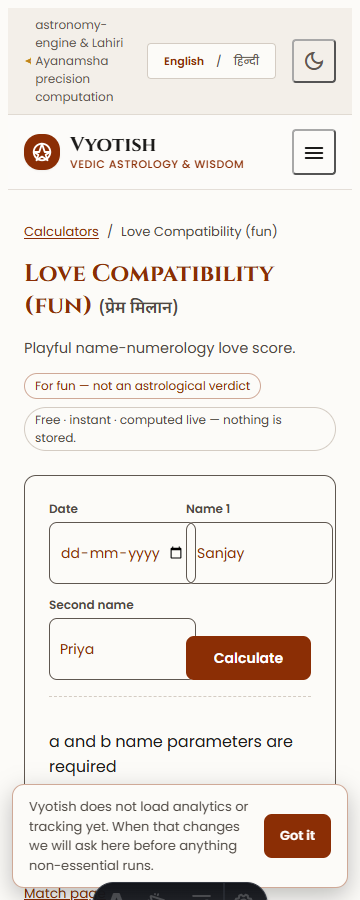 astronomy-
engine & Lahiri
Ayanamsha
precision
computation
English / हिन्दी
Vyotish
VEDIC ASTROLOGY & WISDOM
Calculators / Love Compatibility (fun)
Love Compatibility
(fun) (प्रेम मिलान)
Playful name-numerology love score.
For fun — not an astrological verdict
Free · instant · computed live — nothing is
stored.
Date
Name 1
dd-mm-yyyy
Sanjay
Second name
Priya
Calculate
a and b name parameters are
required
Vyotish does not load analytics or
tracking yet. When that changes
we will ask here before anything
non-essential runs.
Got it
Match